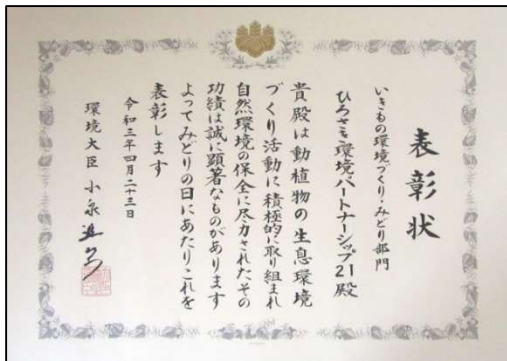 表彰状
いきもの環境づくり・みどり部門
ひろさき環境パートナーシップ21殿
貴殿は動植物の生息環境
づくり活動に積極的に取り組まれ
自然環境の保全に尽力されたその
功績は誠に顕著なものがあります
よってみどりの日にあたりこれを
表彰します
令和三年四月二十三日
環境大臣 小泉進次郎